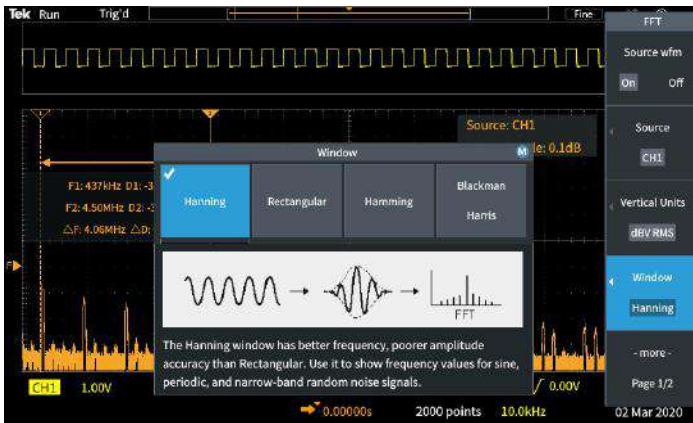 Tek Run Trig'd Fine
FFT
Source wfm
On Off
Source
CH1
Vertical Units
dBV RMS
Window
Hanning
- more -
Page 1/2
Source: CH1
le: 0.1dB
F1: 437kHz D1: -3
F2: 4.50MHz D2: -3
△F: 4.06MHz △D:
Window M
Hanning
Rectangular
Hamming
Blackman
Harris
FFT
The Hanning window has better frequency, poorer amplitude
accuracy than Rectangular. Use it to show frequency values for sine,
periodic, and narrow-band random noise signals.
CH1 1.00V 0.00V
0.00000s 2000 points 10.0kHz 02 Mar 2020